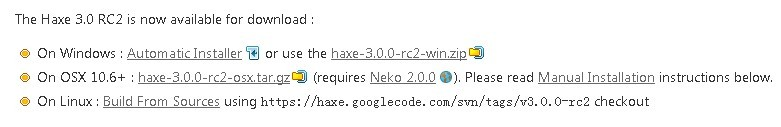 The Haxe 3.0 RC2 is now available for download :
On Windows : Automatic Installer or use the haxe-3.0.0-rc2-win.zip
On OSX 10.6+ : haxe-3.0.0-rc2-osx.tar.gz (requires Neko 2.0.0 ). Please read Manual Installation instructions below.
On Linux : Build From Sources using https://haxe.googlecode.com/svn/tags/v3.0.0-rc2 checkout